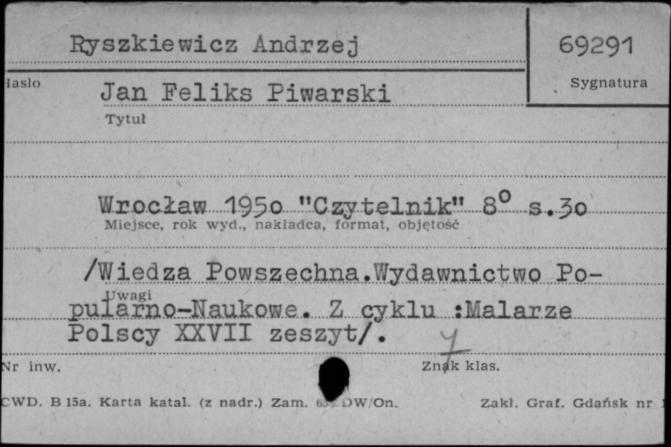 Ryszkiewicz Andrzej
69291
Hasło
Sygnatura
Jan Feliks Piwarski
Tytuł
Wrocław 1950 "Czytelnik" 8° s.30
Miejsce, rok wyd., nakładca, format, objętość
/Wiedza Powszechna.Wydawnictwo Po-
Uwagi
pularno-Naukowe. Z cyklu :Malarze
Polscy XXVII zeszyt/.
Nr inw.
Znak klas.
CWD. B 15a. Karta katal. (z nadr.) Zam. DW/On.
Zakł. Graf. Gdańsk nr